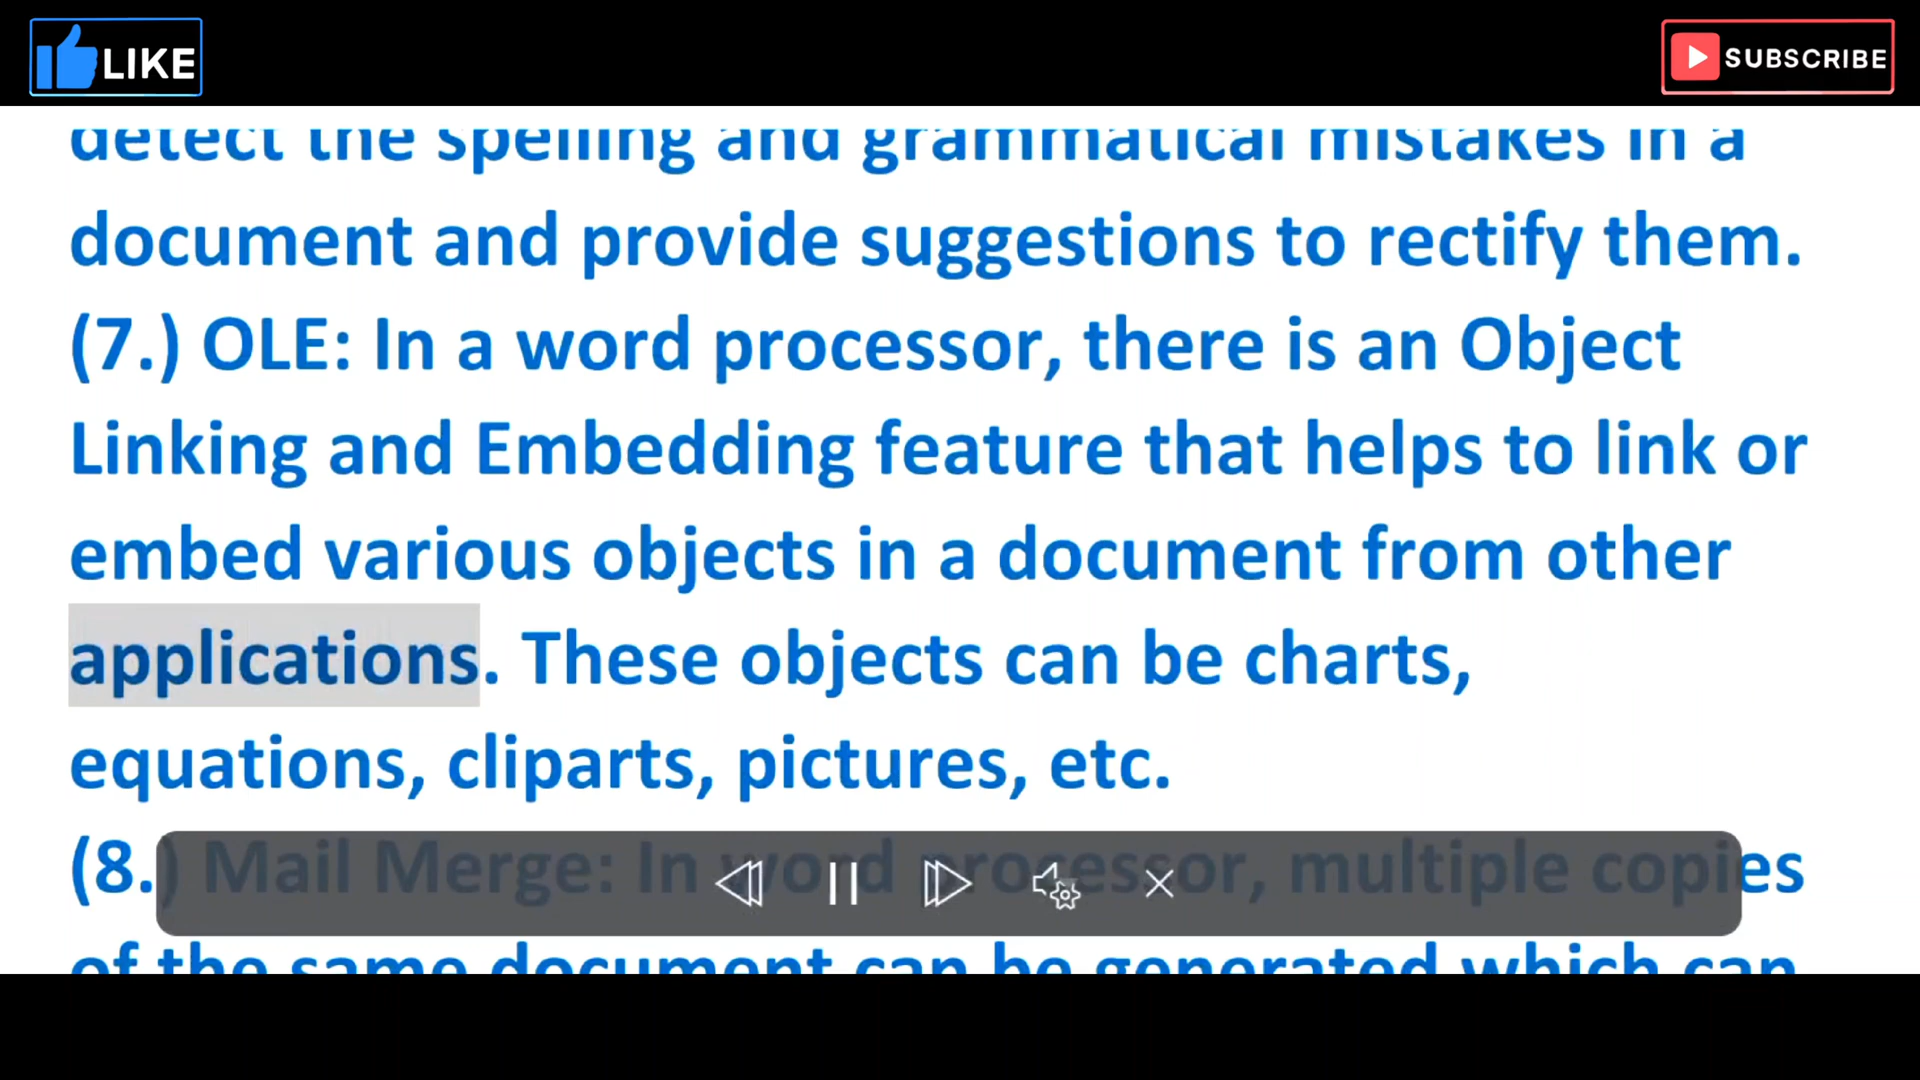 LIKE
SUBSCRIBE
detect the spelling and grammatical mistakes in a
document and provide suggestions to rectify them.
(7.) OLE: In a word processor, there is an Object
Linking and Embedding feature that helps to link or
embed various objects in a document from other
applications. These objects can be charts,
equations, cliparts, pictures, etc.
(8.) Mail Merge: In word processor, multiple copies
of the same document can be generated which can